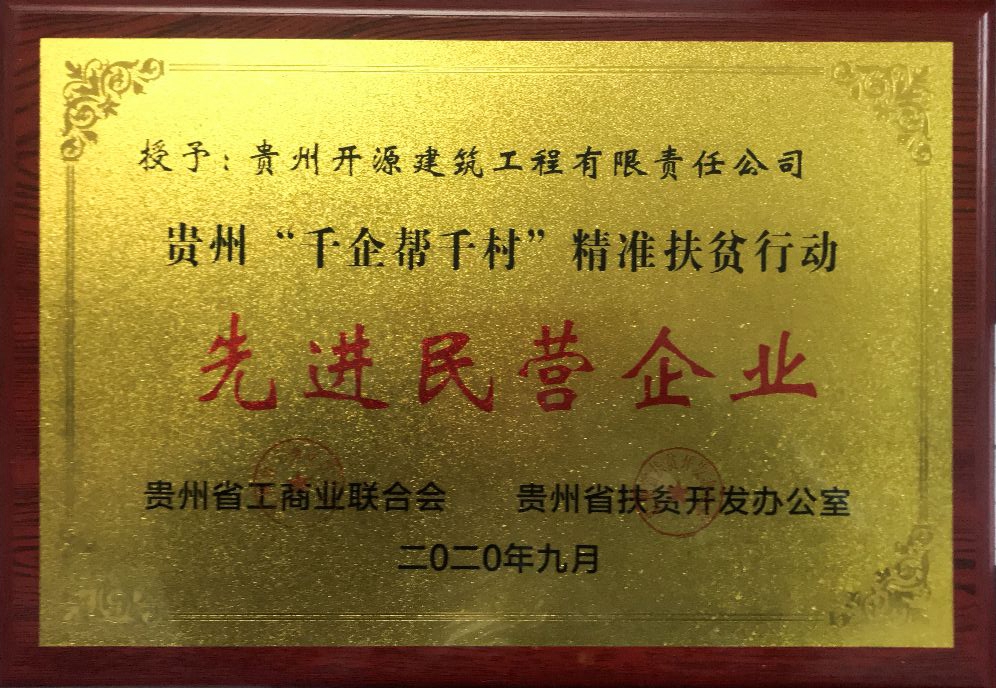 授予：贵州开源建筑工程有限责任公司
贵州“千企帮千村”精准扶贫行动
先进民营企业
贵州省工商业联合会 贵州省扶贫开发办公室
二0二0年九月